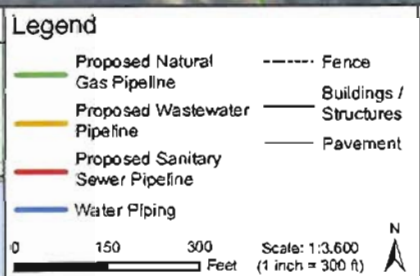 Legend
Proposed Natural
Gas Pipeline
Proposed Wastewater
Pipeline
Proposed Sanitary
Sewer Pipeline
Water Piping
Fence
Buildings /
Structures
Pavement
0 150 300
Feet
Scale: 1:3,600
(1 inch = 300 ft)
N